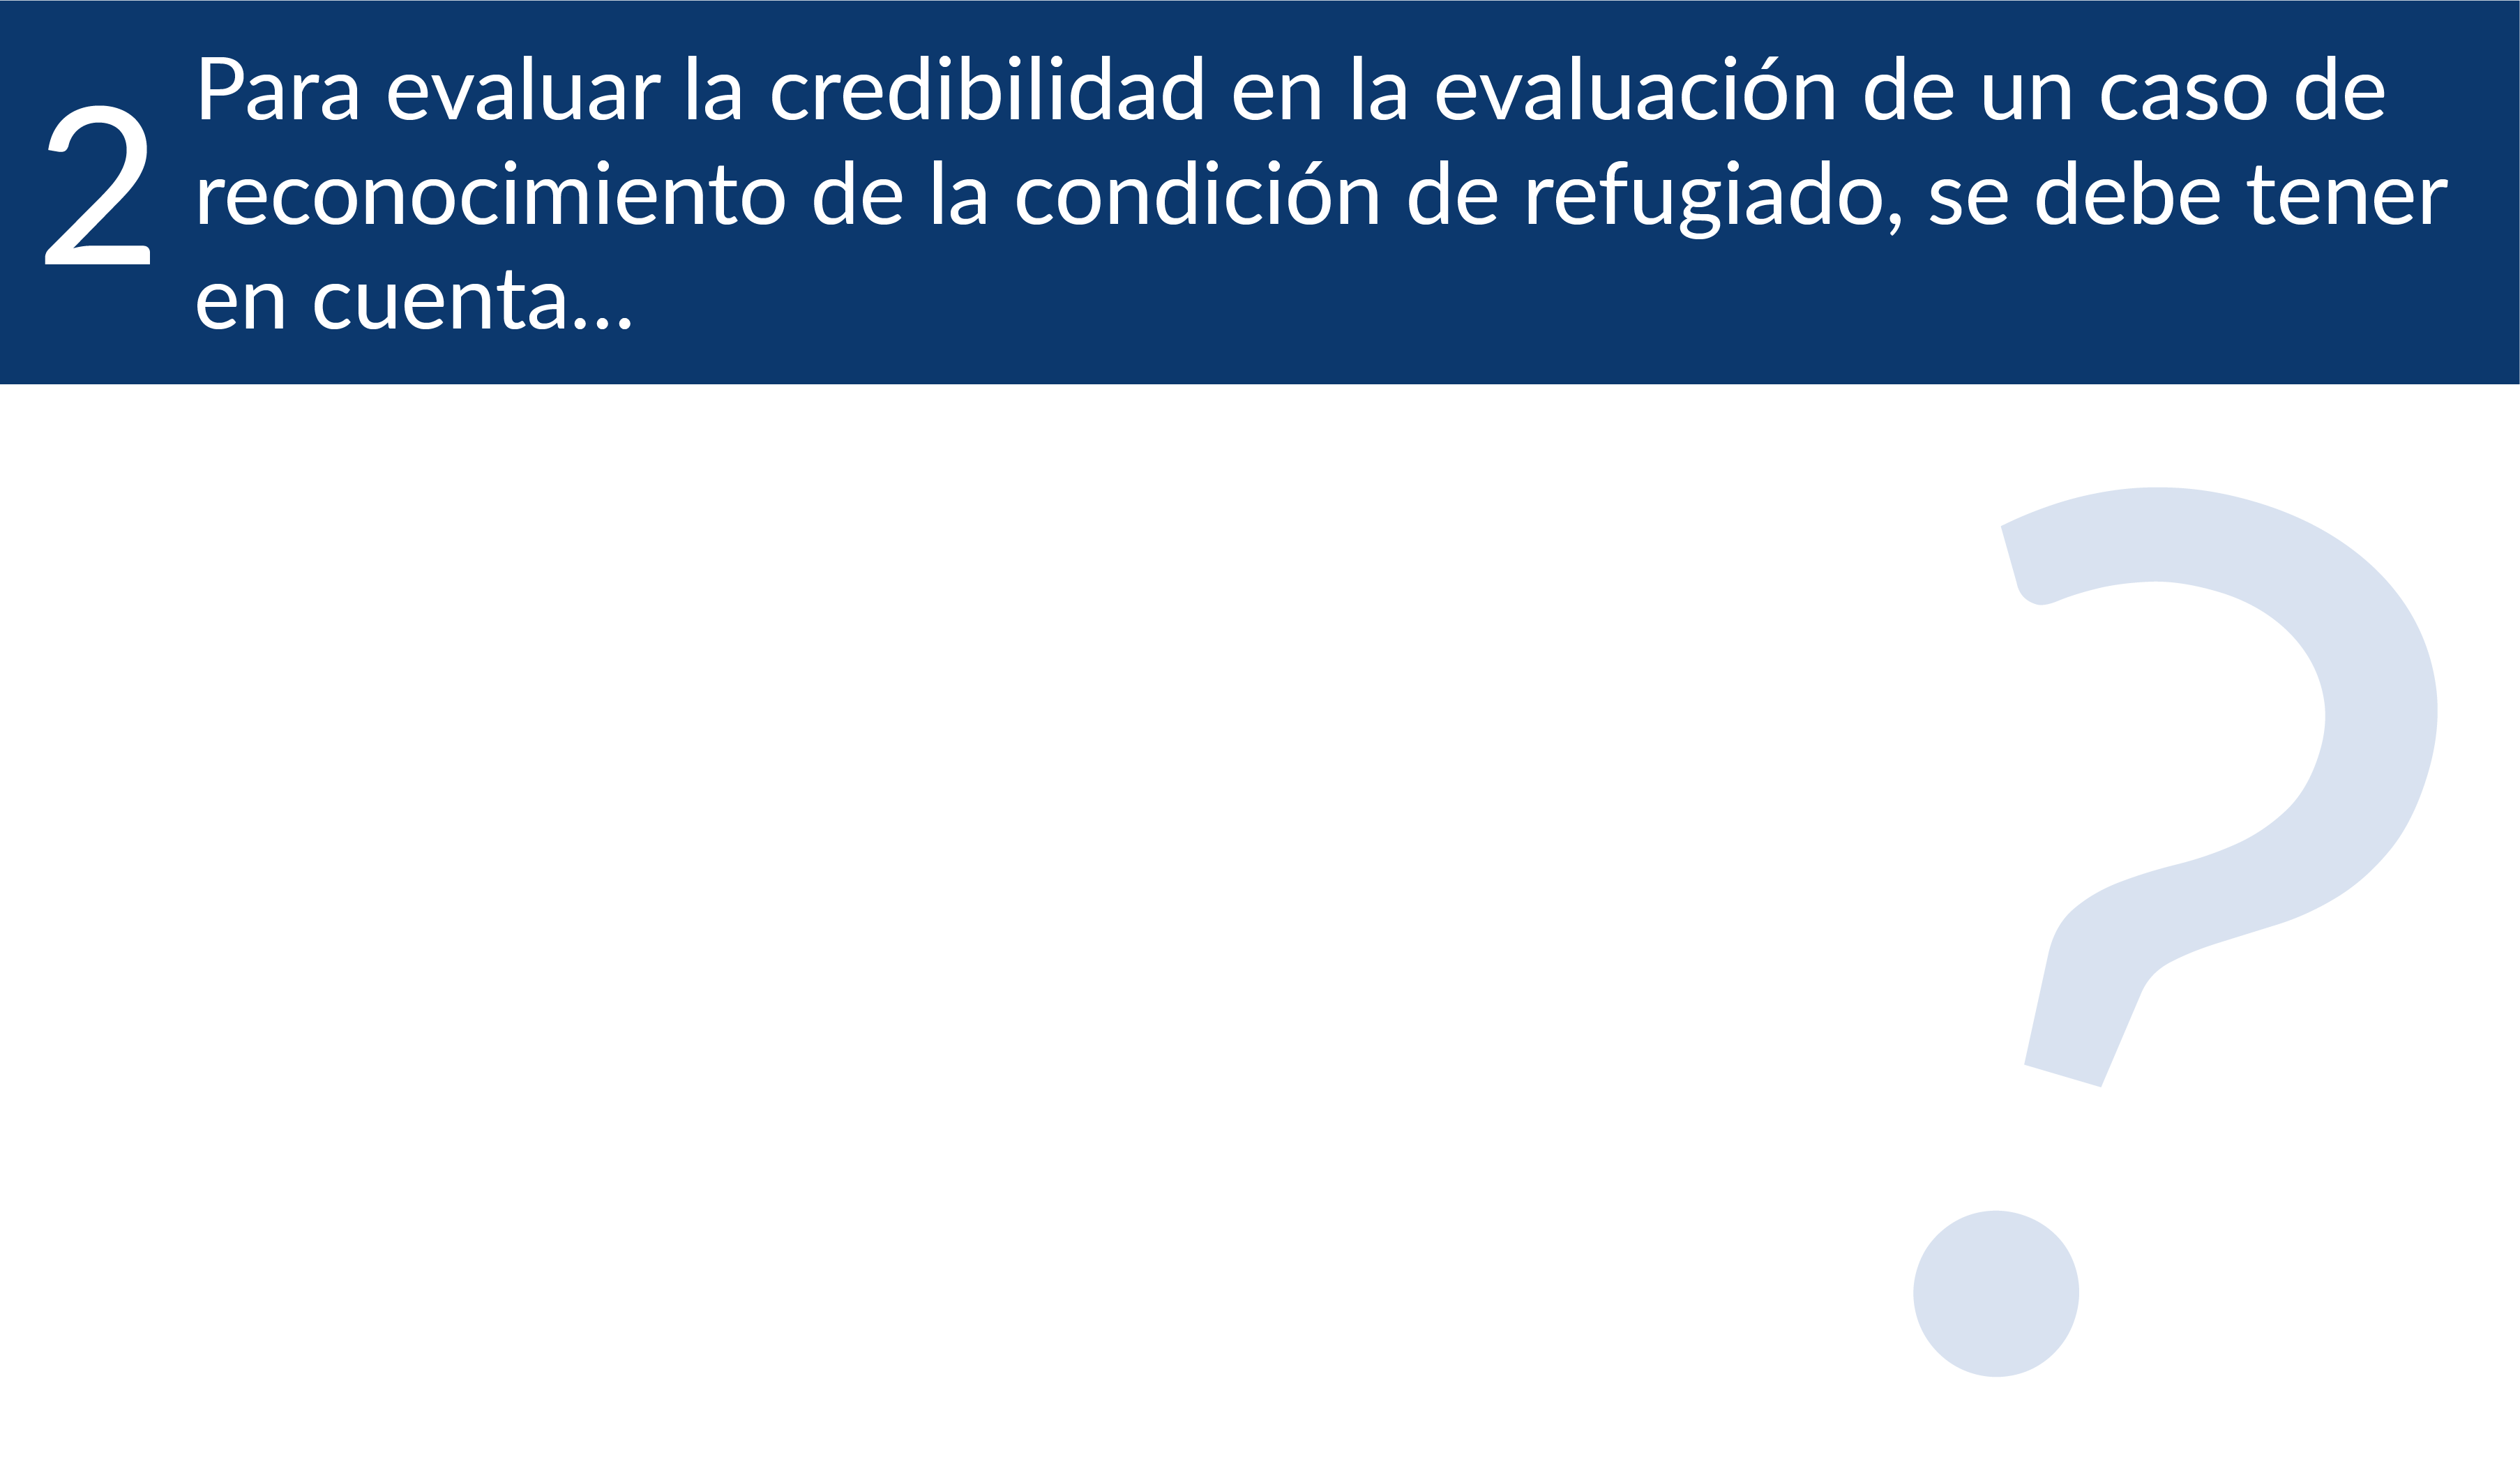 2
Para evaluar la credibilidad en la evaluación de un caso de
reconocimiento de la condición de refugiado, se debe tener
en cuenta...
?